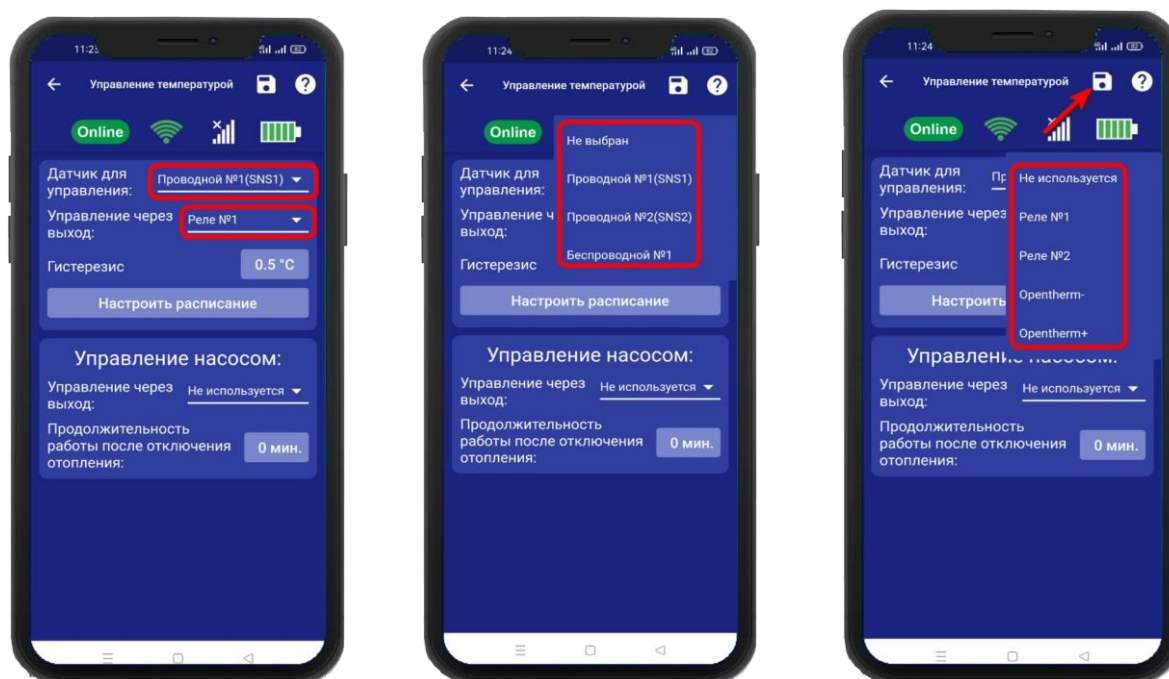 11:2
Управление температурой
Online
Датчик для
управления:
Проводной №1(SNS1)
Управление через
выход:
Реле №1
Гистерезис
0.5 °C
Настроить расписание
Управление насосом:
Управление через
выход:
Не используется
Продолжительность
работы после отключения
отопления:
0 мин.
11:24
Управление температурой
Online
Не выбран
Проводной №1(SNS1)
Проводной №2(SNS2)
Беспроводной №1
Датчик для
управления:
Управление ч
выход:
Гистерезис
Настроить расписание
Управление насосом:
Управление через
выход:
Не используется
Продолжительность
работы после отключения
отопления:
0 мин.
11:24
Управление температурой
Online
Датчик для
управления:
Пр
Не используется
Реле №1
Реле №2
Opentherm-
Opentherm+
Управление через
выход:
Гистерезис
Настроить
Управление насосом:
Управление через
выход:
Не используется
Продолжительность
работы после отключения
отопления:
0 мин.